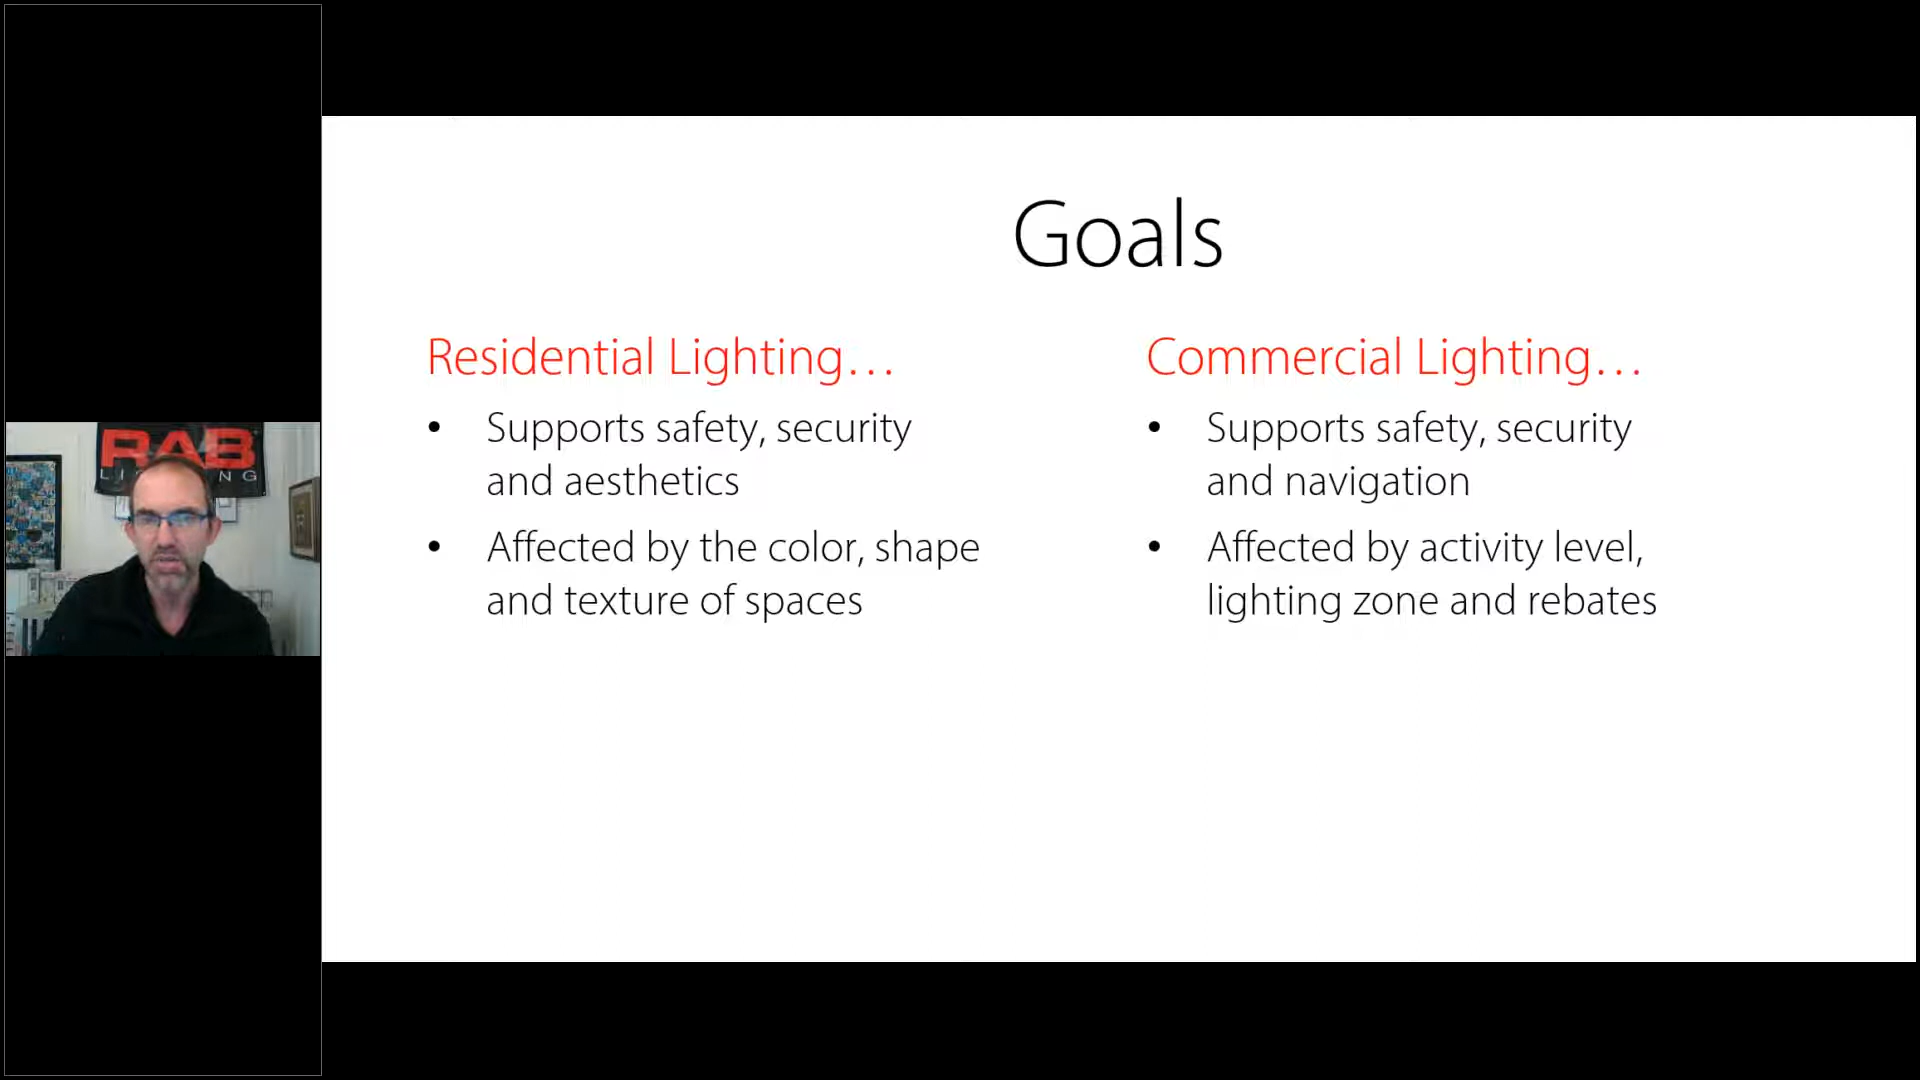 RAB
LIGHTING
Goals
Residential Lighting…
• Supports safety, security
and aesthetics
• Affected by the color, shape
and texture of spaces
Commercial Lighting…
• Supports safety, security
and navigation
• Affected by activity level,
lighting zone and rebates